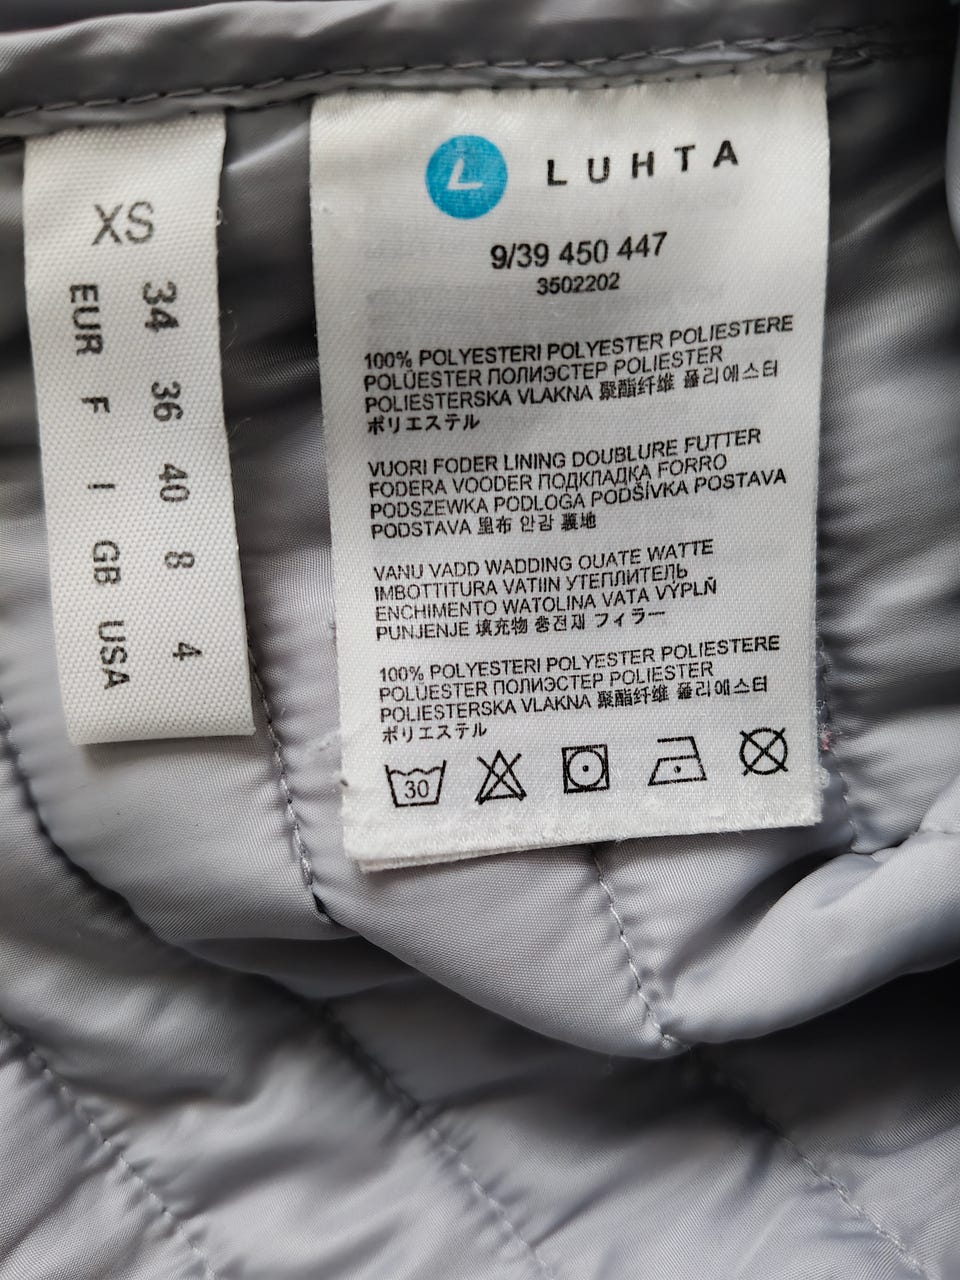 XS
34 36 40 8 4
EUR F I GB USA
L LUHTA
9/39 450 447
3502202
100% POLYESTERI POLYESTER POLIESTERE
POLÜESTER ПОЛИЭСТЕР POLIESTER
POLIESTERSKA VLAKNA 聚酯纤维 폴리에스터
ポリエステル
VUORI FODER LINING DOUBLURE FUTTER
FODERA VOODER ПОДКЛАДКА FORRO
PODSZEWKA PODLOGA PODŠÍVKA POSTAVA
PODSTAVA 里布 안감 裏地
VANU VADD WADDING OUATE WATTE
IMBOTTITURA VATIIN УТЕПЛИТЕЛЬ
ENCHIMENTO WATOLINA VATA VÝPLŇ
PUNJENJE 填充物 충전재 フィラー
100% POLYESTERI POLYESTER POLIESTERE
POLÜESTER ПОЛИЭСТЕР POLIESTER
POLIESTERSKA VLAKNA 聚酯纤维 폴리에스터
ポリエステル
30